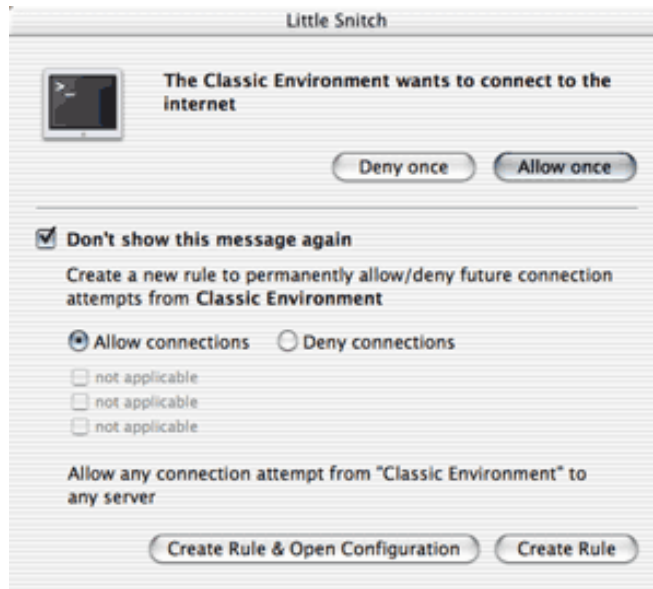 Little Snitch
>_
The Classic Environment wants to connect to the
internet
Deny once
Allow once
Don't show this message again
Create a new rule to permanently allow/deny future connection
attempts from Classic Environment
Allow connections
Deny connections
not applicable
not applicable
not applicable
Allow any connection attempt from "Classic Environment" to
any server
Create Rule & Open Configuration
Create Rule